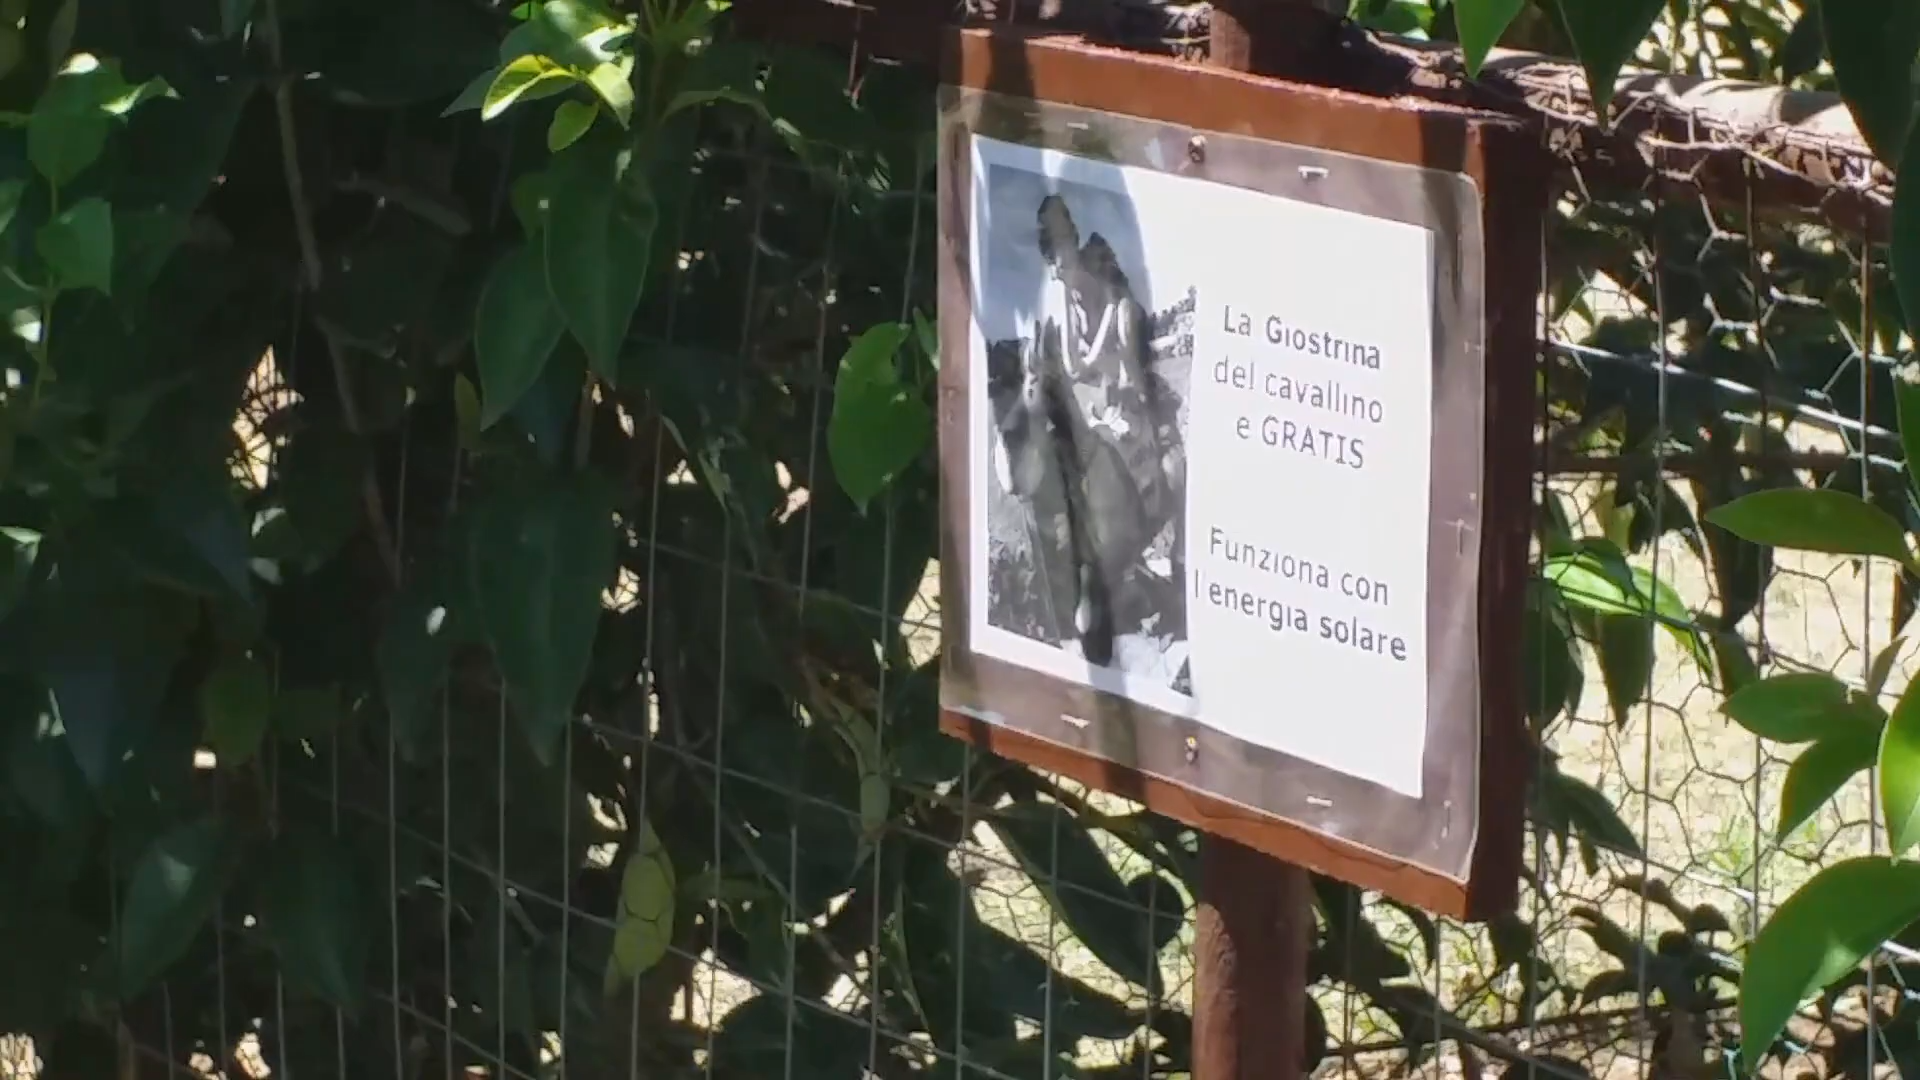 La Giostrina
del cavallino
e GRATIS
Funziona con
l'energia solare